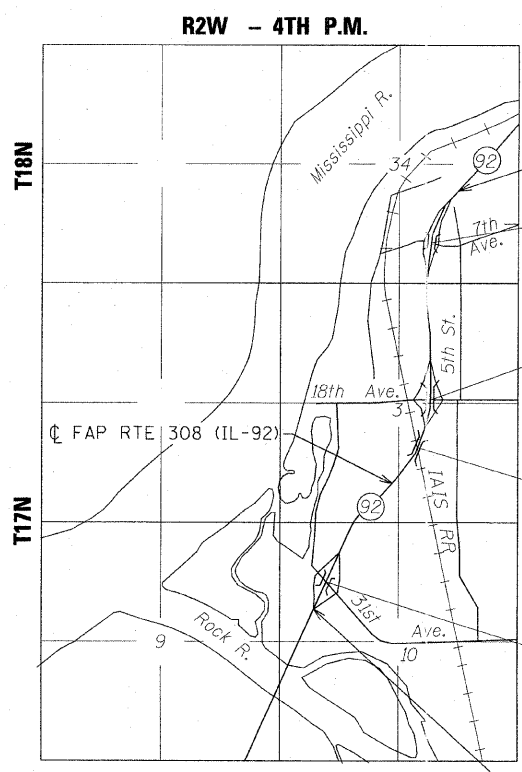 R2W – 4TH P.M.
T18N
Mississippi R.
34
92
7th
Ave.
5th St.
18th Ave.
3
℄ FAP RTE 308 (IL-92)
92
IAIS RR
T17N
31st
Ave.
Rock R.
9
10